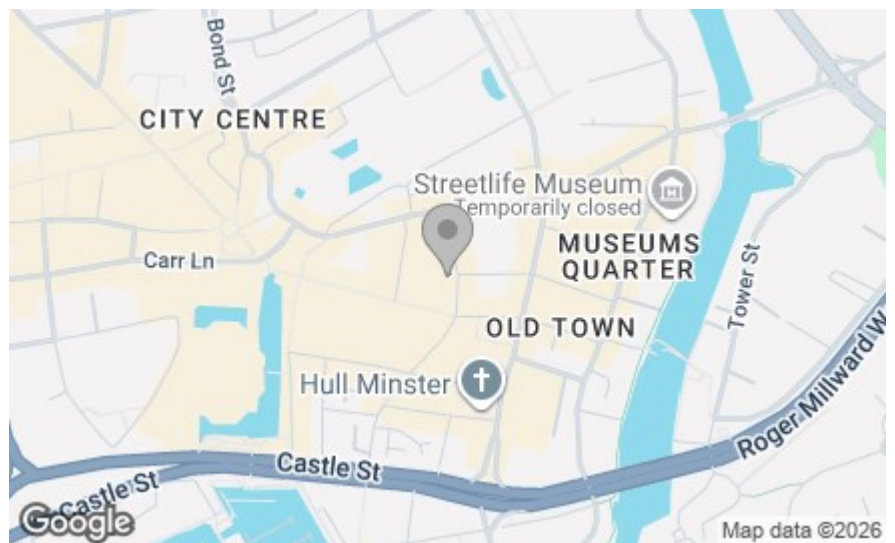 Bond St
CITY CENTRE
Streetlife Museum
Temporarily closed
MUSEUMS
QUARTER
Carr Ln
Tower St
OLD TOWN
Hull Minster
Roger Millward W
Castle St
Castle St
Google
Map data ©2026